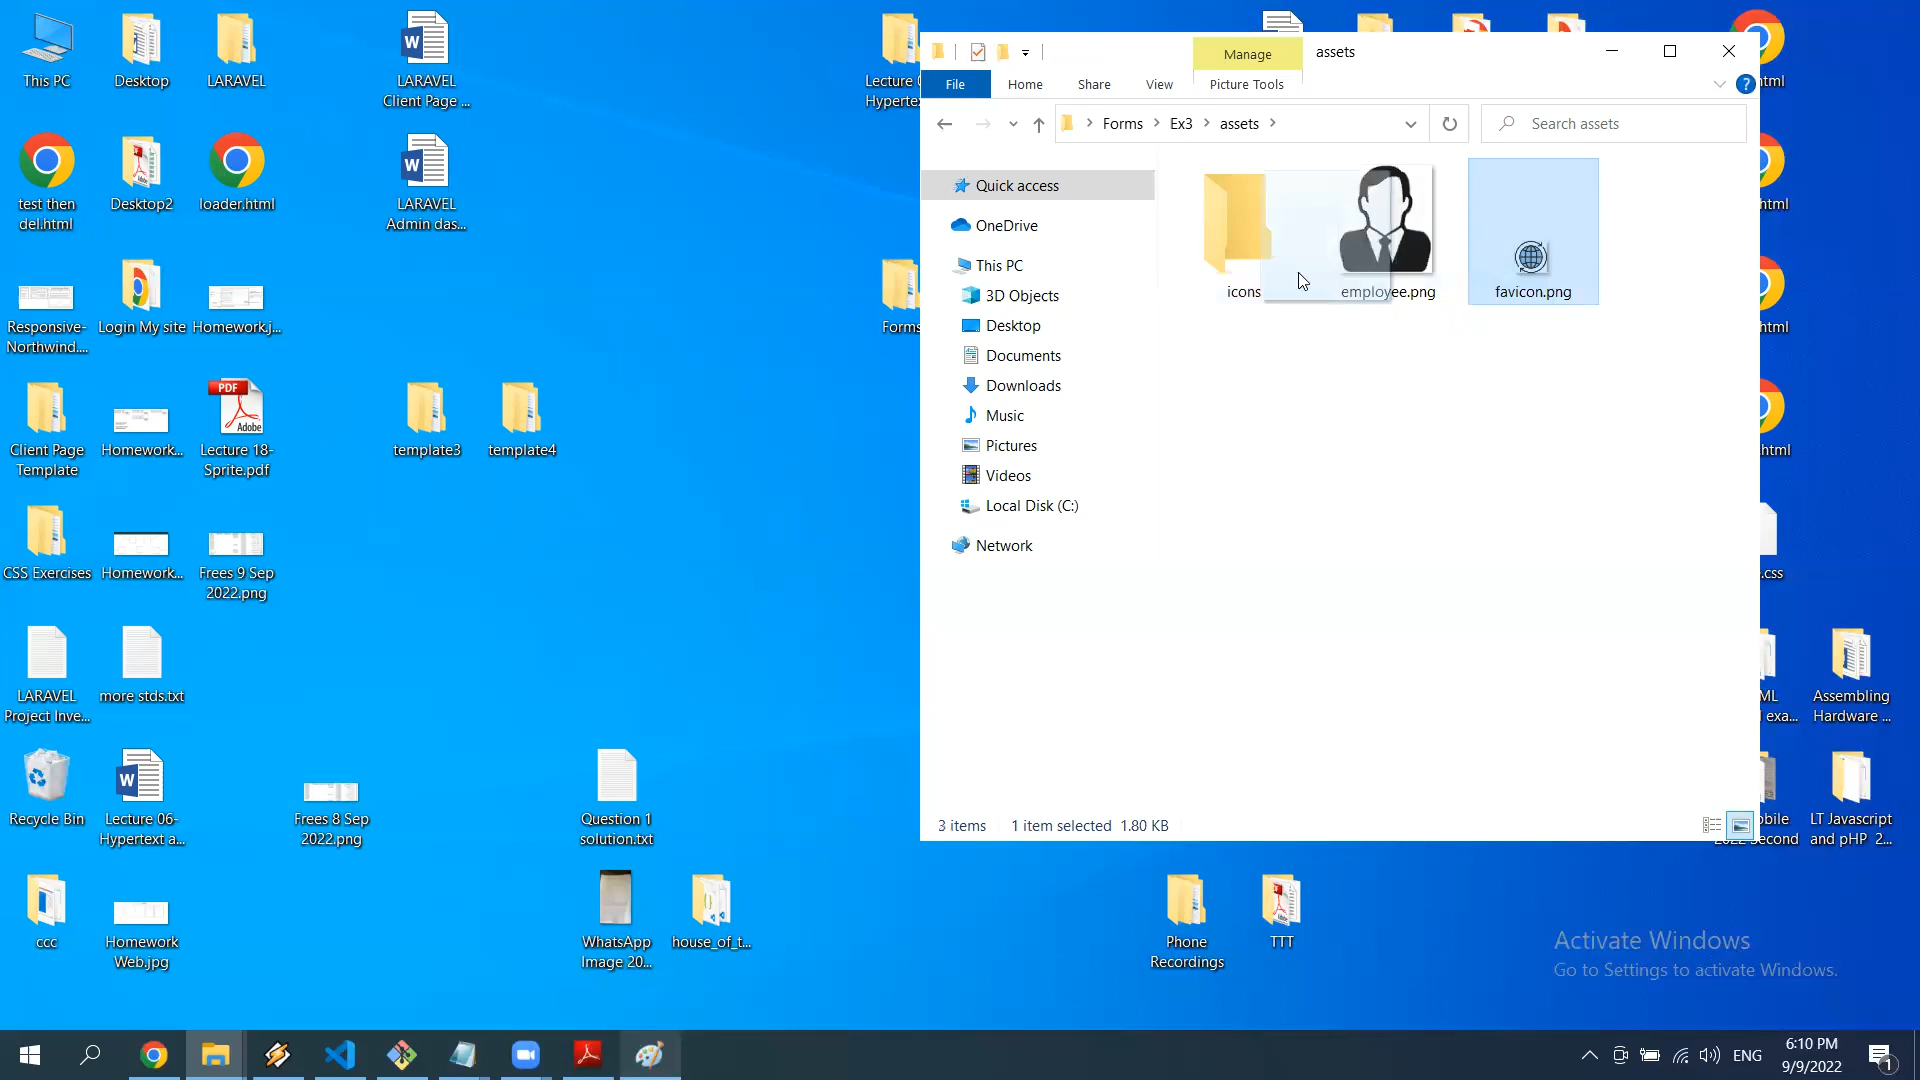 This PC
Desktop
LARAVEL
LARAVEL
Client Page ...
test then
del.html
Desktop2
loader.html
LARAVEL
Admin das...
Responsive-
Northwind....
Login My site
Homework.j...
Client Page
Template
Homework...
PDF
Adobe
Lecture 18-
Sprite.pdf
template3
template4
CSS Exercises
Homework...
Frees 9 Sep
2022.png
LARAVEL
Project Inve...
more stds.txt
Recycle Bin
Lecture 06-
Hypertext a...
Frees 8 Sep
2022.png
Question 1
solution.txt
ccc
Homework
Web.jpg
WhatsApp
Image 20...
house_of_t...
Phone
Recordings
TTT
Manage
assets
File
Home
Share
View
Picture Tools
Forms
Ex3
assets
Search assets
Quick access
OneDrive
This PC
3D Objects
Desktop
Documents
Downloads
Music
Pictures
Videos
Local Disk (C:)
Network
icons
employee.png
favicon.png
3 items
1 item selected 1.80 KB
Forms
Assembling
Hardware ...
LT Javascript
and pHP 2...
Activate Windows
Go to Settings to activate Windows.
ENG
6:10 PM
9/9/2022
1